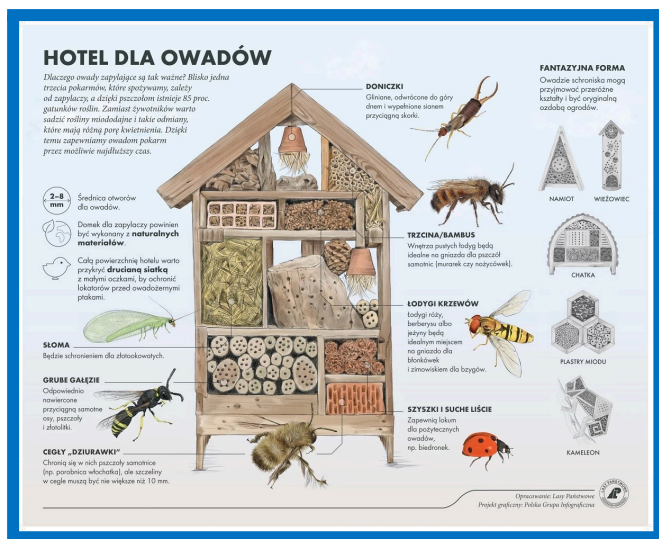 HOTEL DLA OWADÓW
Dlaczego owady zapylające są tak ważne? Blisko jedna
trzecia pokarmów, które spożywamy, zależy
od zapylaczy, a dzięki pszczołom istnieje 85 proc.
gatunków roślin. Zamiast żywotników warto
sadzić rośliny miododajne i takie odmiany,
które mają różną porę kwietnienia. Dzięki
temu zapewniamy owadom pokarm
przez możliwie najdłuższy czas.
2–8
mm
Średnica otworów
dla owadów.
Domek dla zapylaczy powinien
być wykonany z naturalnych
materiałów.
Całą powierzchnię hotelu warto
przykryć drucianą siatką
z małymi oczkami, by ochronić
lokatorów przed owadożernymi
ptakami.
SŁOMA
Będzie schronieniem dla złotookowatych.
GRUBE GAŁĘZIE
Odpowiednio
nawiercone
przyciągną samotne
osy, pszczoły
i złotolitki.
CEGŁY „DZIURAWKI”
Chronią się w nich pszczoły samotnice
(np. porobnica włochatka), ale szczeliny
w cegle muszą być nie większe niż 10 mm.
DONICZKI
Gliniane, odwrócone do góry
dnem i wypełnione sianem
przyciągną skorki.
TRZCINA/BAMBUS
Wnętrza pustych łodyg będą
idealne na gniazda dla pszczół
samotnic (murarek czy nożycówek).
ŁODYGI KRZEWÓW
Łodygi róży,
berberysu albo
jeżyny będą
idealnym miejscem
na gniazdo dla
błonkówek
i zimowiskiem dla bzygów.
SZYSZKI I SUCHE LIŚCIE
Zapewnią lokum
dla pożytecznych
owadów,
np. biedronek.
FANTAZYJNA FORMA
Owadzie schroniska mogą
przyjmować przeróżne
kształty i być oryginalną
ozdobą ogrodów.
NAMIOT
WIEŻOWIEC
CHATKA
PLASTRY MIODU
KAMELEON
Opracowanie: Lasy Państwowe
Projekt graficzny: Polska Grupa Infograficzna
LASY PAŃSTWOWE